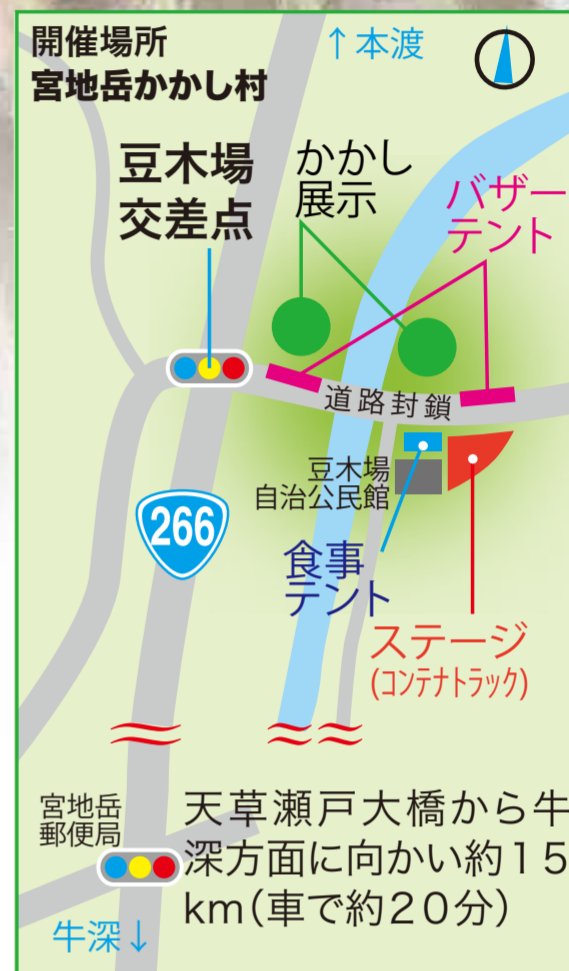 開催場所
宮地岳かかし村
↑本渡
豆木場
交差点
かかし
展示
バザー
テント
道路封鎖
豆木場
自治公民館
266
食事
テント
ステージ
(コンテナトラック)
宮地岳
郵便局
天草瀬戸大橋から牛
深方面に向かい約15
km(車で約20分)
牛深↓